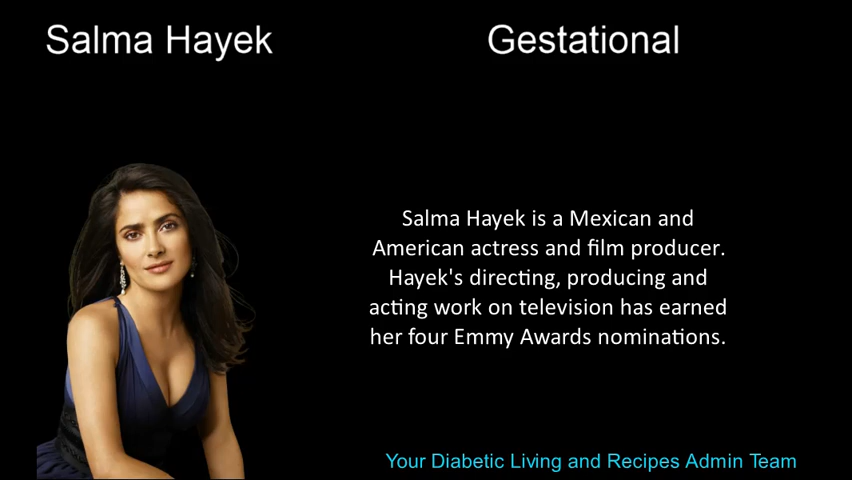 Salma Hayek
Gestational
Salma Hayek is a Mexican and
American actress and film producer.
Hayek's directing, producing and
acting work on television has earned
her four Emmy Awards nominations.
Your Diabetic Living and Recipes Admin Team